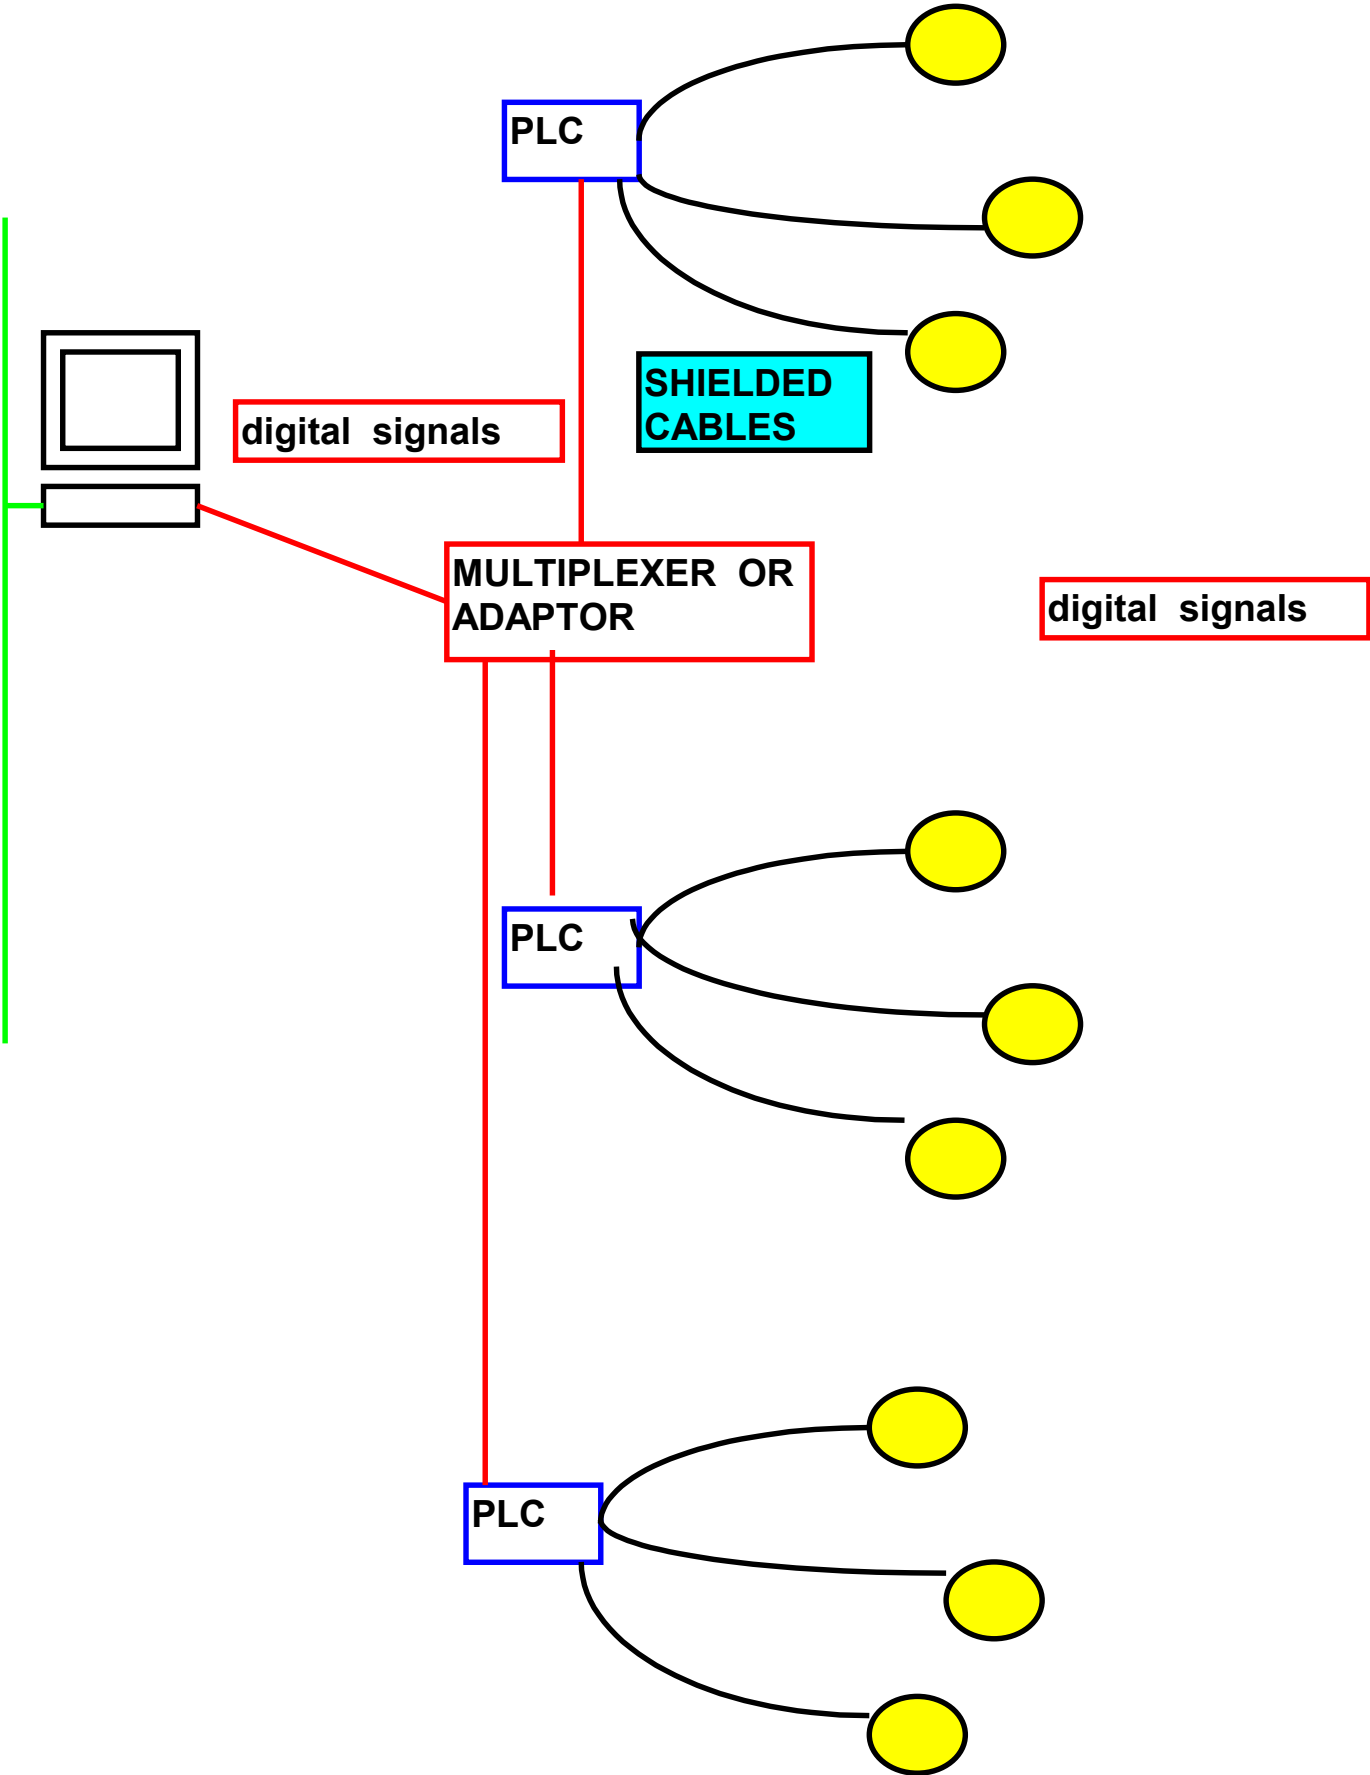 PLC
SHIELDED
CABLES
digital signals
MULTIPLEXER OR
ADAPTOR
digital signals
PLC
PLC